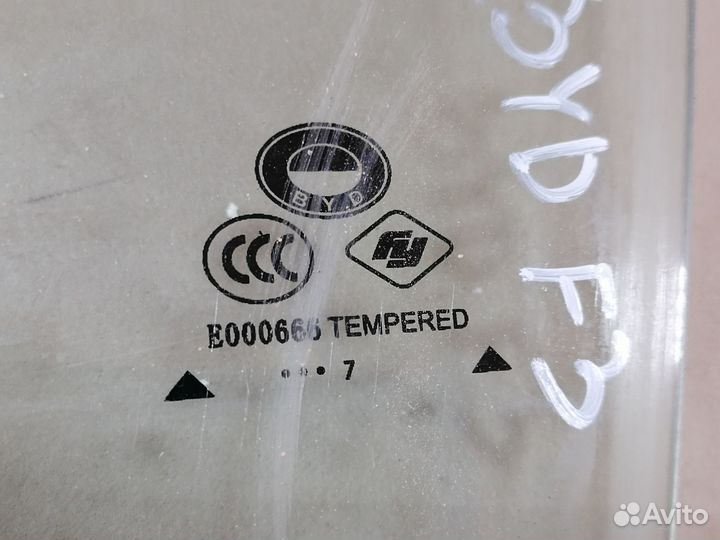 BYD
CCC
E000666 TEMPERED
7
BYD F3
Avito